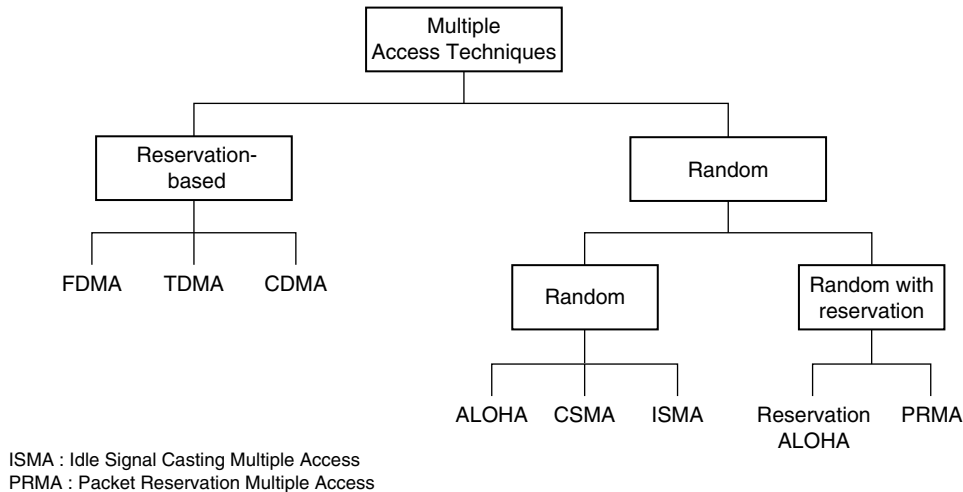 Multiple
Access Techniques
Reservation-
based
Random
FDMA
TDMA
CDMA
Random
Random with
reservation
ALOHA
CSMA
ISMA
Reservation
ALOHA
PRMA
ISMA : Idle Signal Casting Multiple Access
PRMA : Packet Reservation Multiple Access